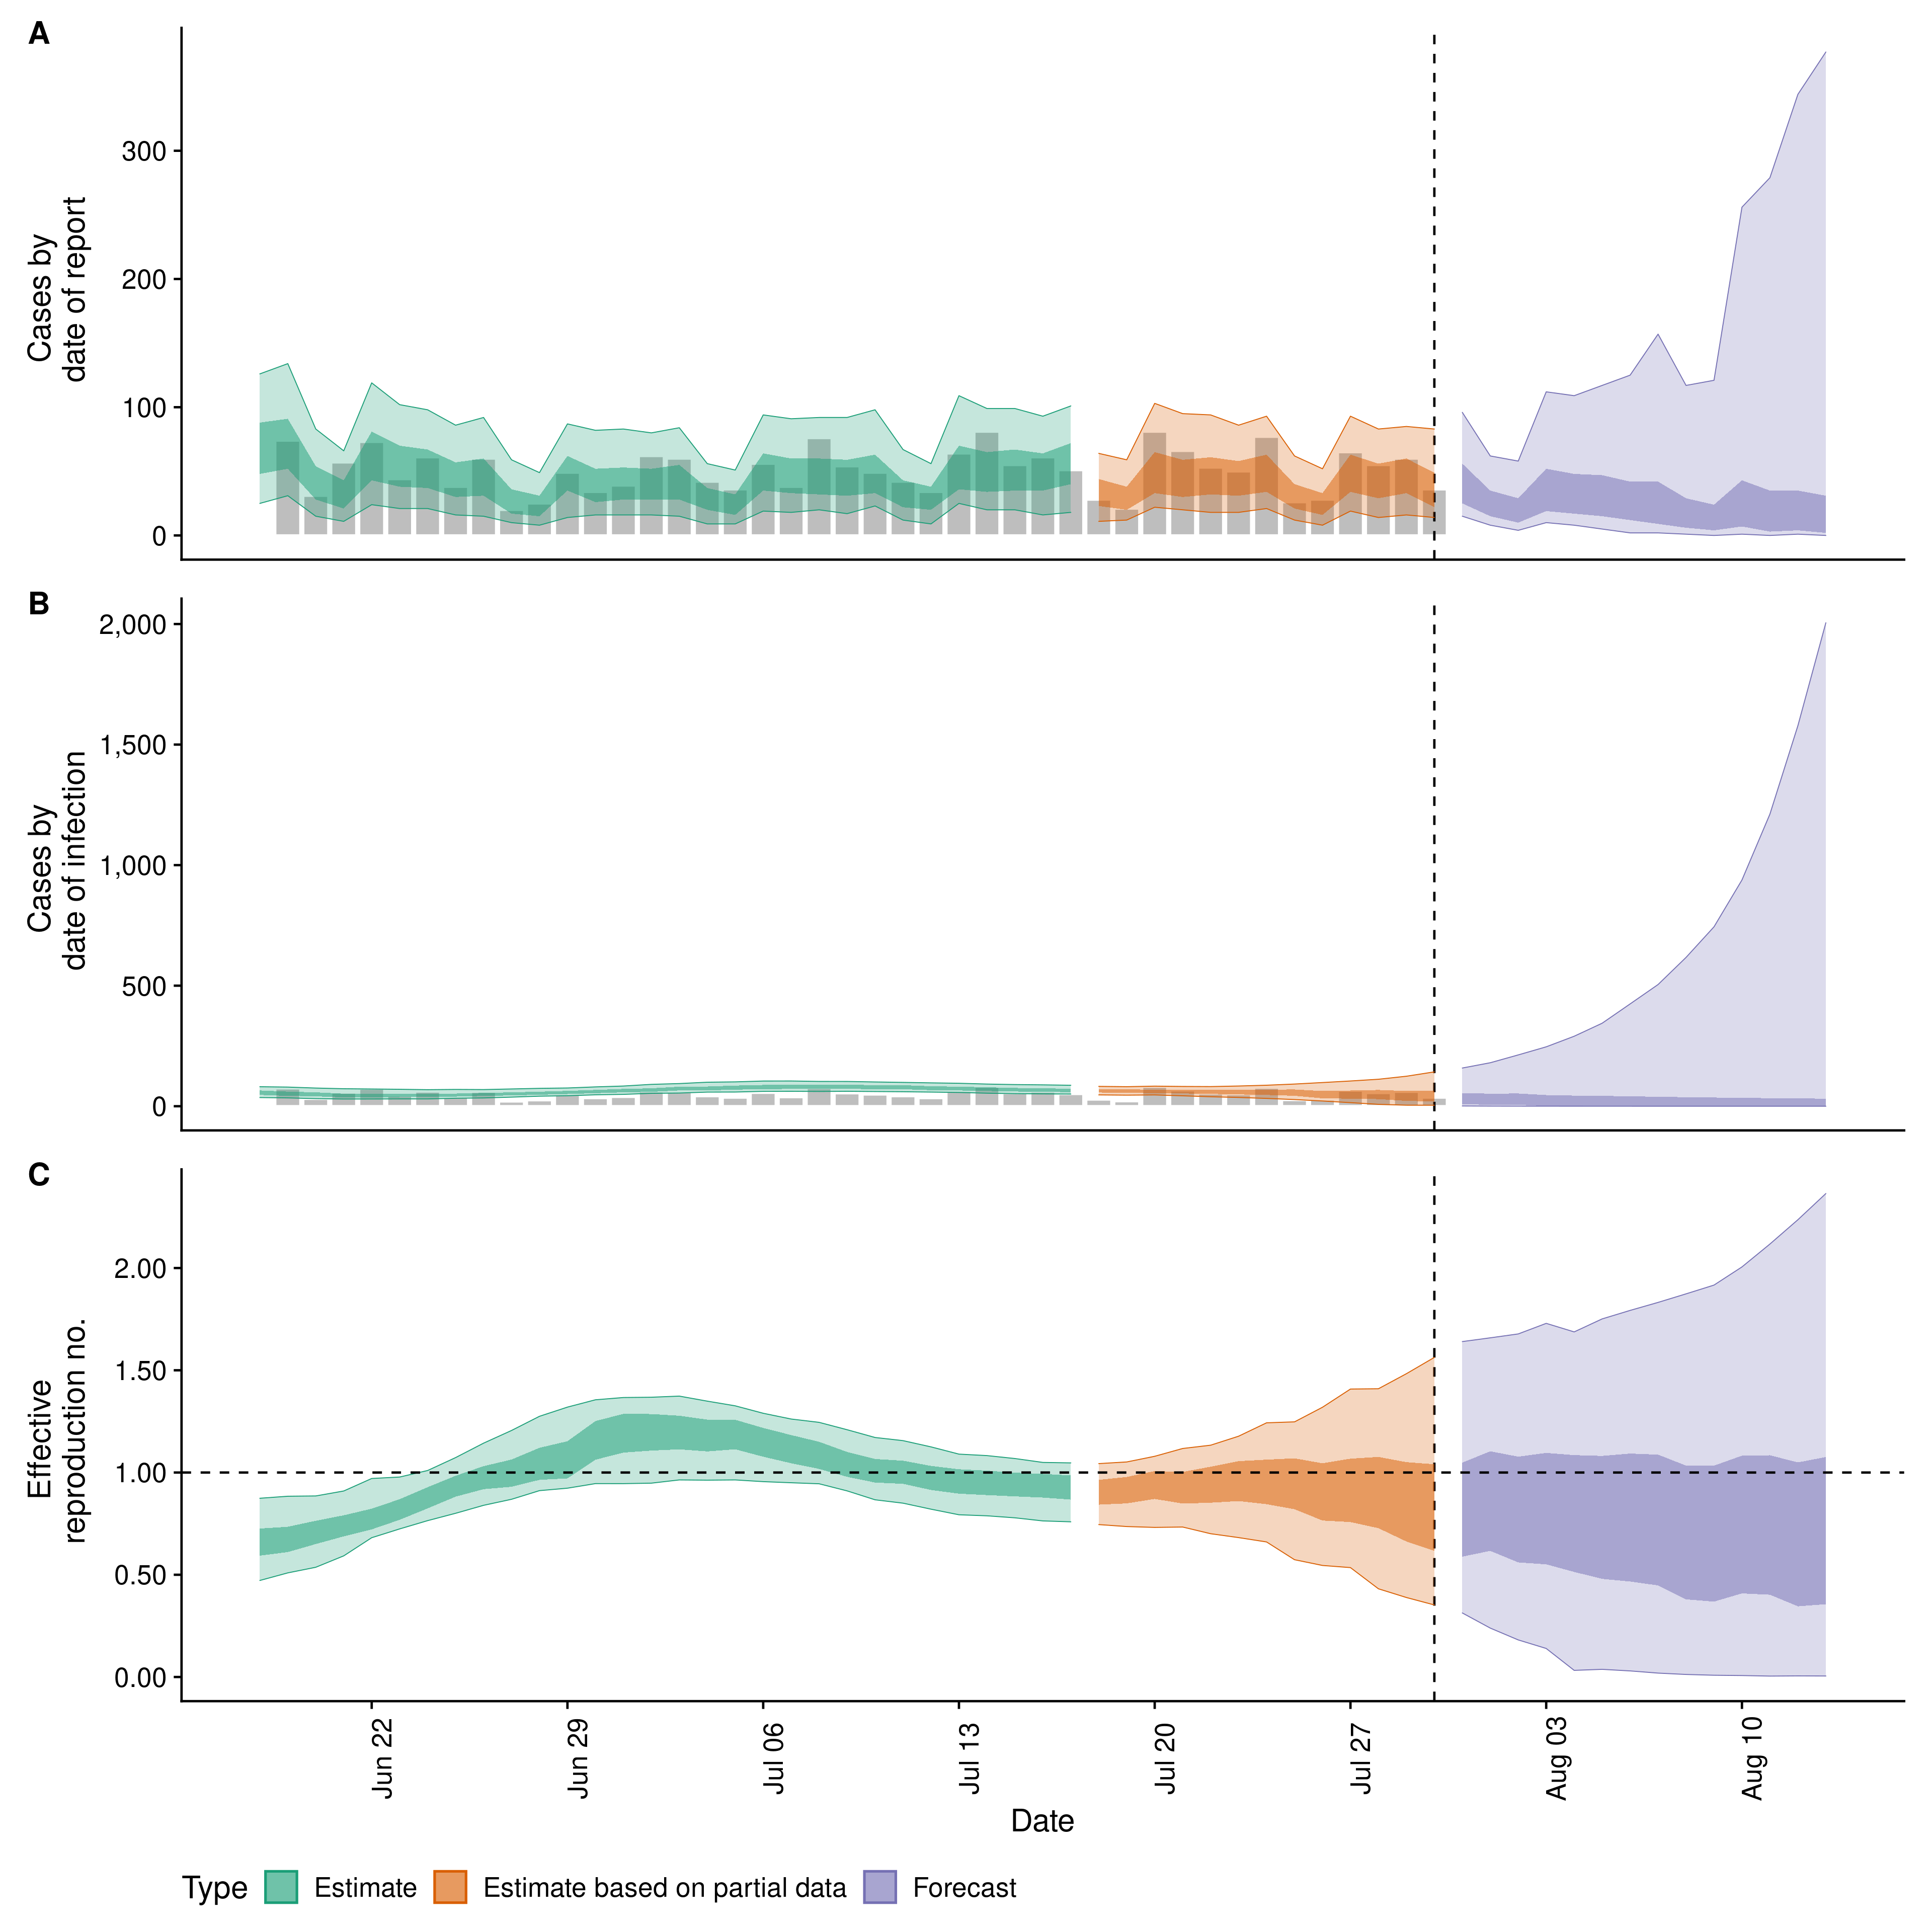 A
Cases by
date of report
300
200
100
0
B
Cases by
date of infection
2,000
1,500
1,000
500
0
C
Effective
reproduction no.
2.00
1.50
1.00
0.50
0.00
Jun 22
Jun 29
Jul 06
Jul 13
Jul 20
Jul 27
Aug 03
Aug 10
Date
Type
Estimate
Estimate based on partial data
Forecast